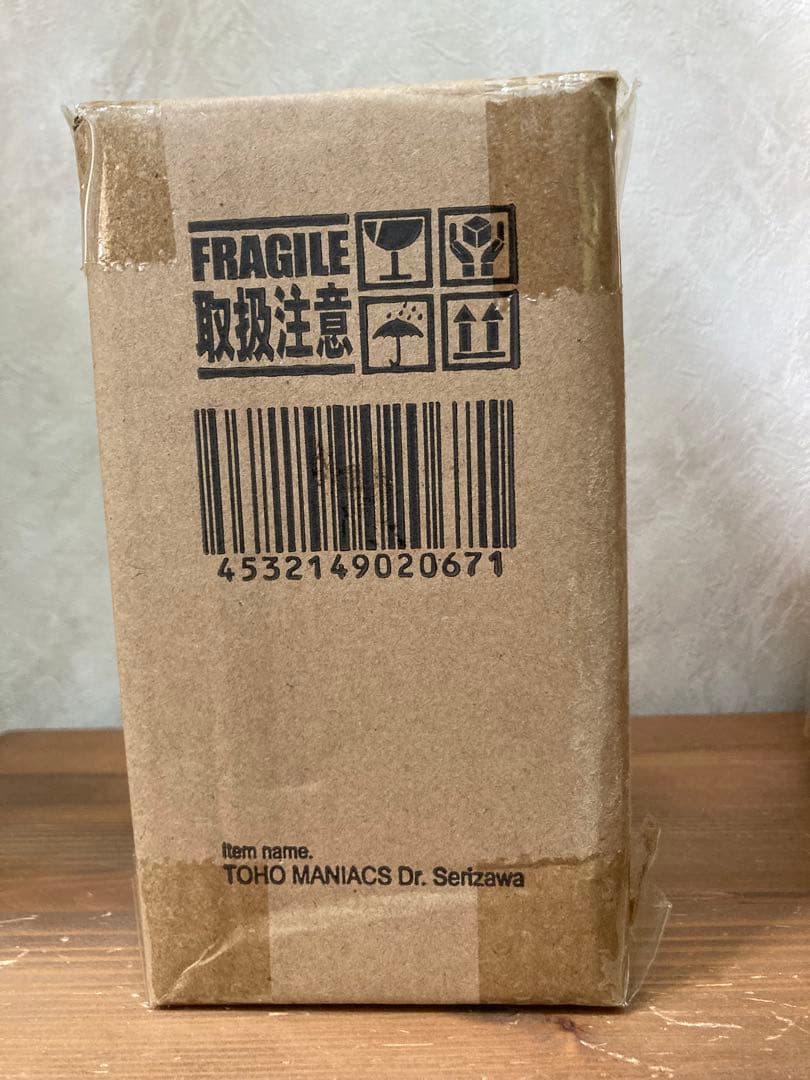 FRAGILE
取扱注意
4532149020671
Item name.
TOHO MANIACS Dr. Serizawa